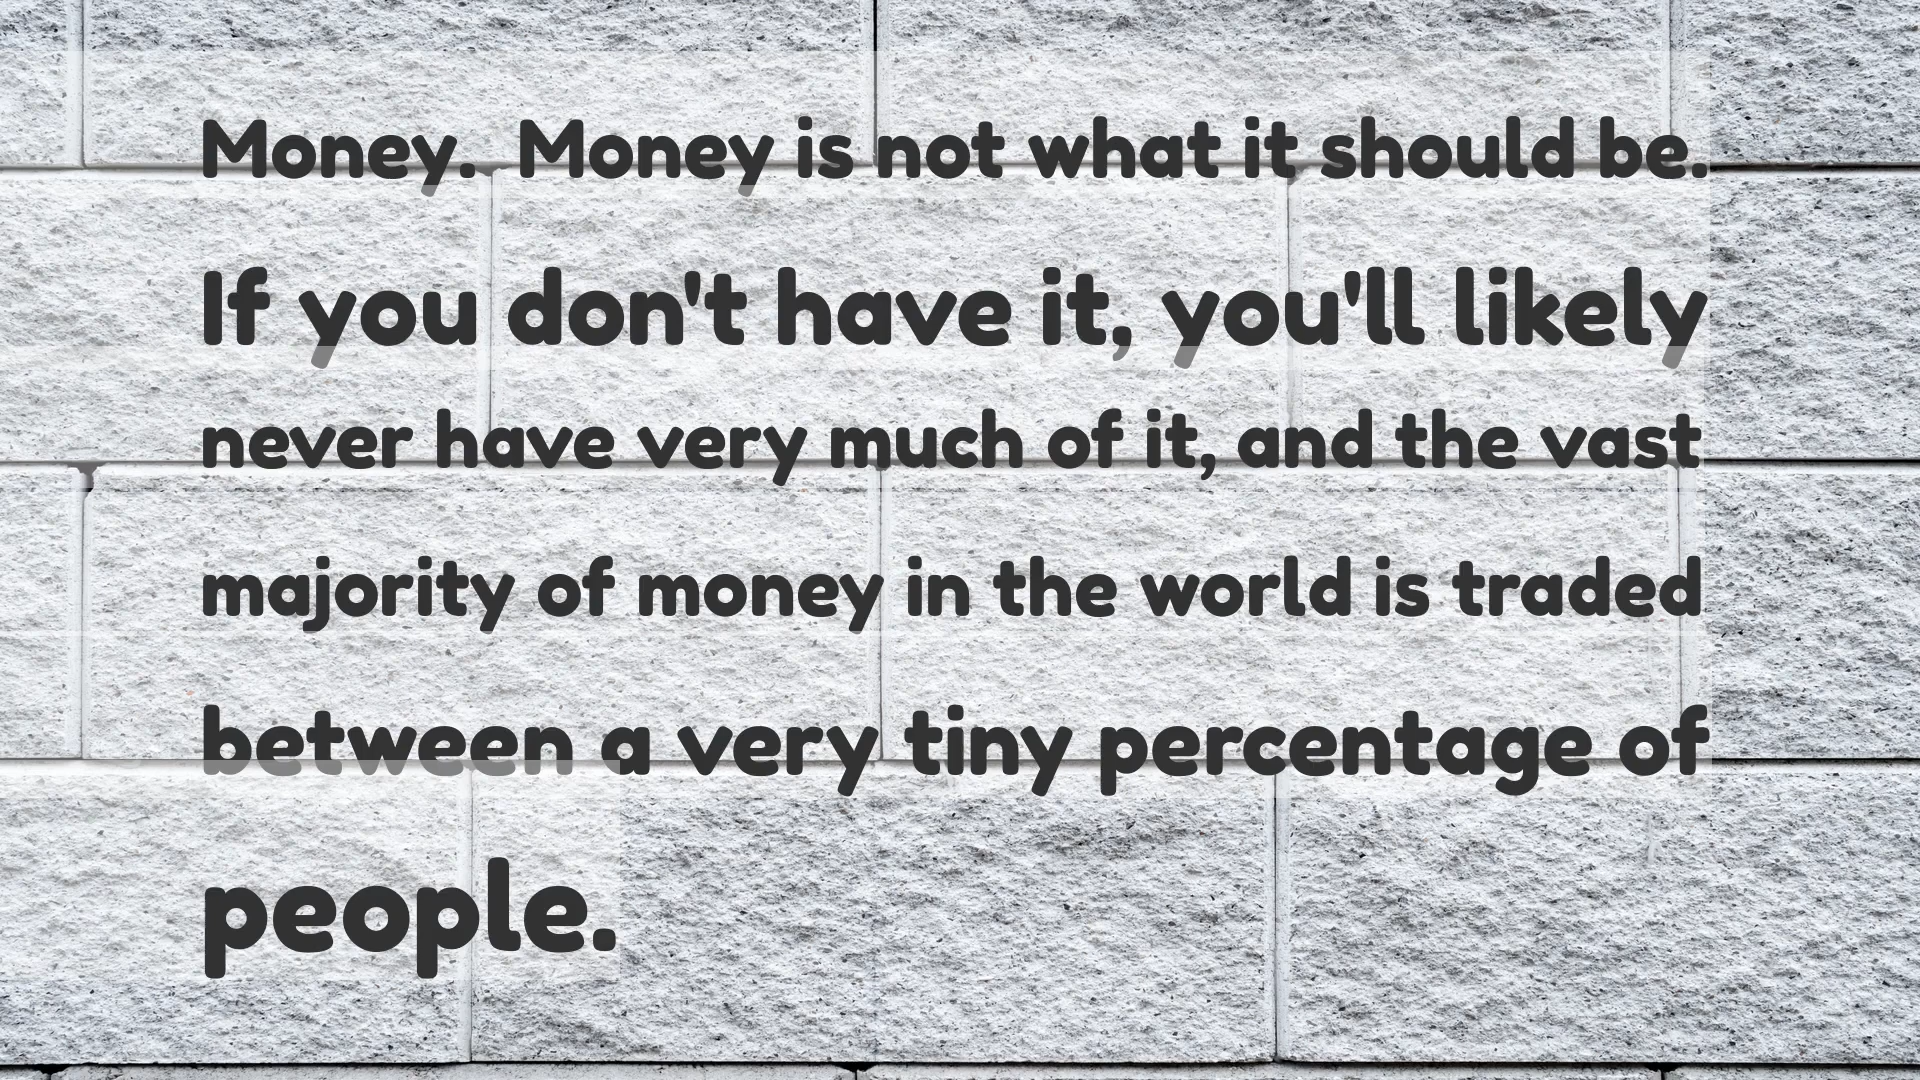 Money.  Money is not what it should be.
If you don't have it, you'll likely
never have very much of it, and the vast
majority of money in the world is traded
between a very tiny percentage of
people.